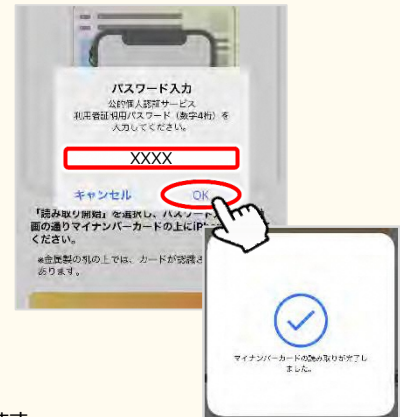 パスワード入力
公的個人認証サービス
利用者証明用パスワード（数字4桁）を
入力してください。
XXXX
キャンセル
OK
「読み取り開始」を選択し、パスワード
画の通りマイナンバーカードの上にiPh
ください。
※金属製の机の上では、カードが認識さ
あります。
マイナンバーカードの読み取りが完了し
ました。